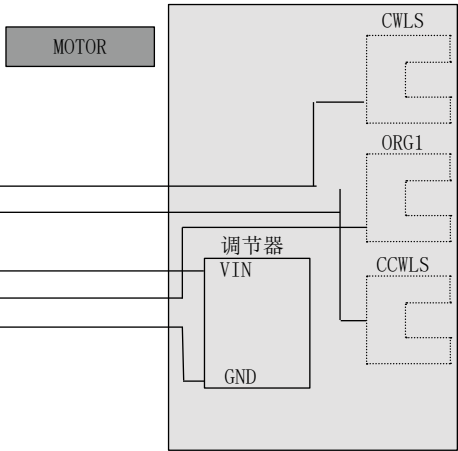 CWLS
MOTOR
ORG1
调节器
CCWLS
VIN
GND